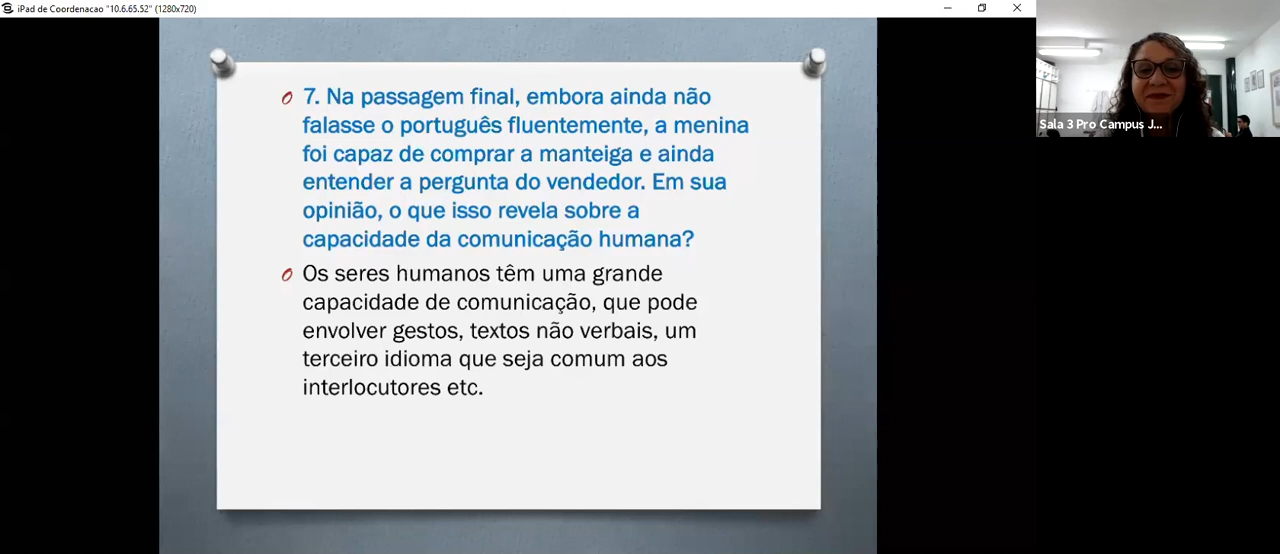 iPad de Coordenacao "10.6.65.52" (1280x720)
7. Na passagem final, embora ainda não
falasse o português fluentemente, a menina
foi capaz de comprar a manteiga e ainda
entender a pergunta do vendedor. Em sua
opinião, o que isso revela sobre a
capacidade da comunicação humana?
Os seres humanos têm uma grande
capacidade de comunicação, que pode
envolver gestos, textos não verbais, um
terceiro idioma que seja comum aos
interlocutores etc.
Sala 3 Pro Campus J...